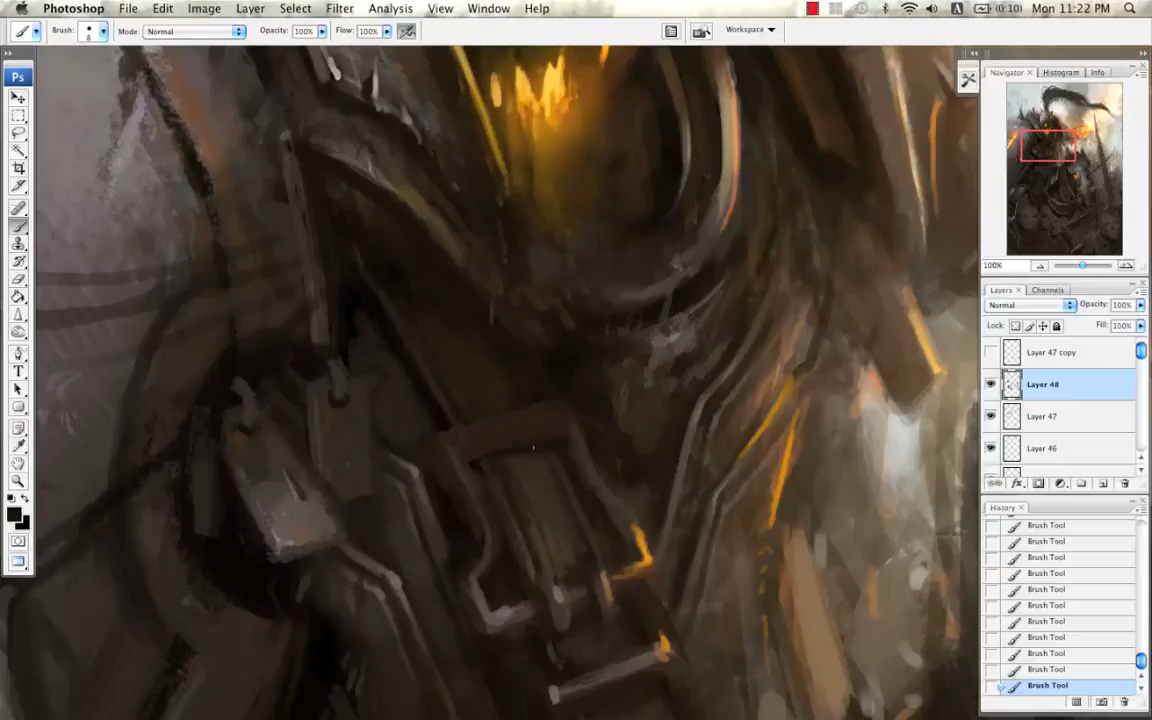 Photoshop File Edit Image Layer Select Filter Analysis View Window Help (0:10) Mon 11:22 PM
Brush: 8 Mode: Normal Opacity: 100% Flow: 100% Workspace
Ps
Navigator Histogram Info
100%
Layers Channels
Normal Opacity: 100%
Lock: Fill: 100%
Layer 47 copy
Layer 48
Layer 47
Layer 46
History
Brush Tool
Brush Tool
Brush Tool
Brush Tool
Brush Tool
Brush Tool
Brush Tool
Brush Tool
Brush Tool
Brush Tool
Brush Tool